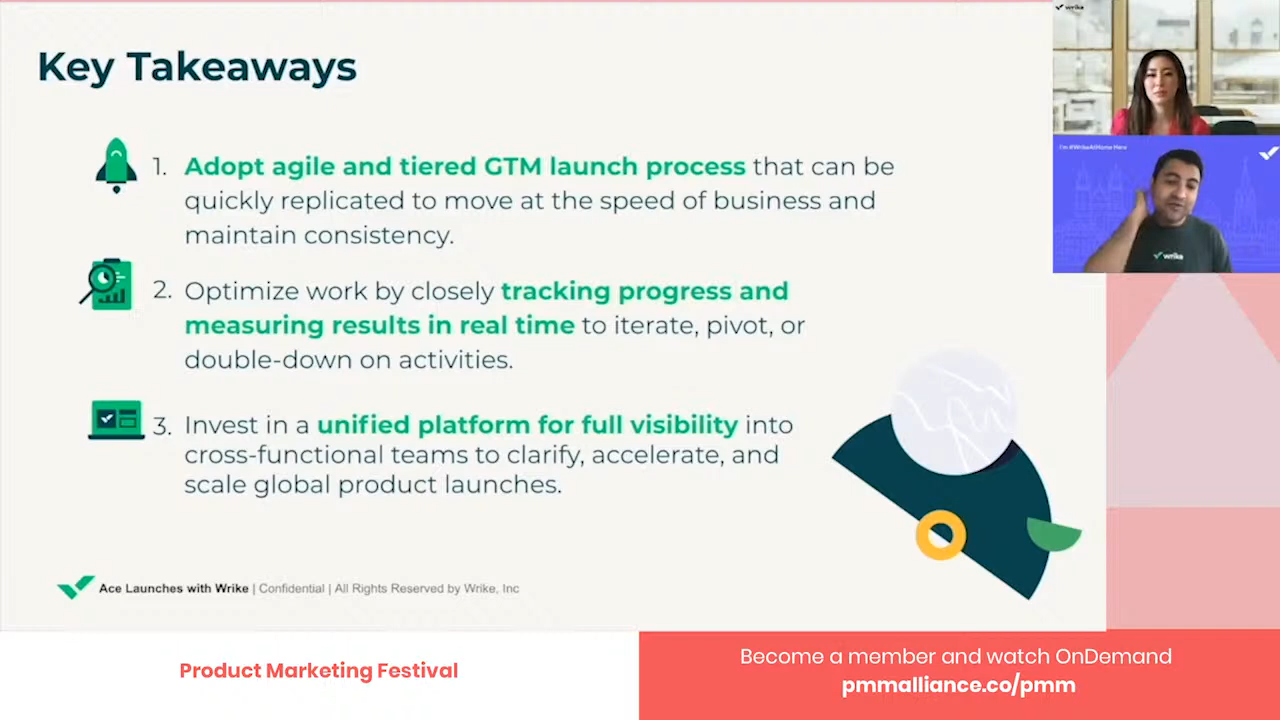 Key Takeaways
1. Adopt agile and tiered GTM launch process that can be
quickly replicated to move at the speed of business and
maintain consistency.
2. Optimize work by closely tracking progress and
measuring results in real time to iterate, pivot, or
double-down on activities.
3. Invest in a unified platform for full visibility into
cross-functional teams to clarify, accelerate, and
scale global product launches.
Ace Launches with Wrike | Confidential | All Rights Reserved by Wrike, Inc
wrike
I'm #WrikeAtHome Here
wrike
Product Marketing Festival
Become a member and watch OnDemand
pmmalliance.co/pmm